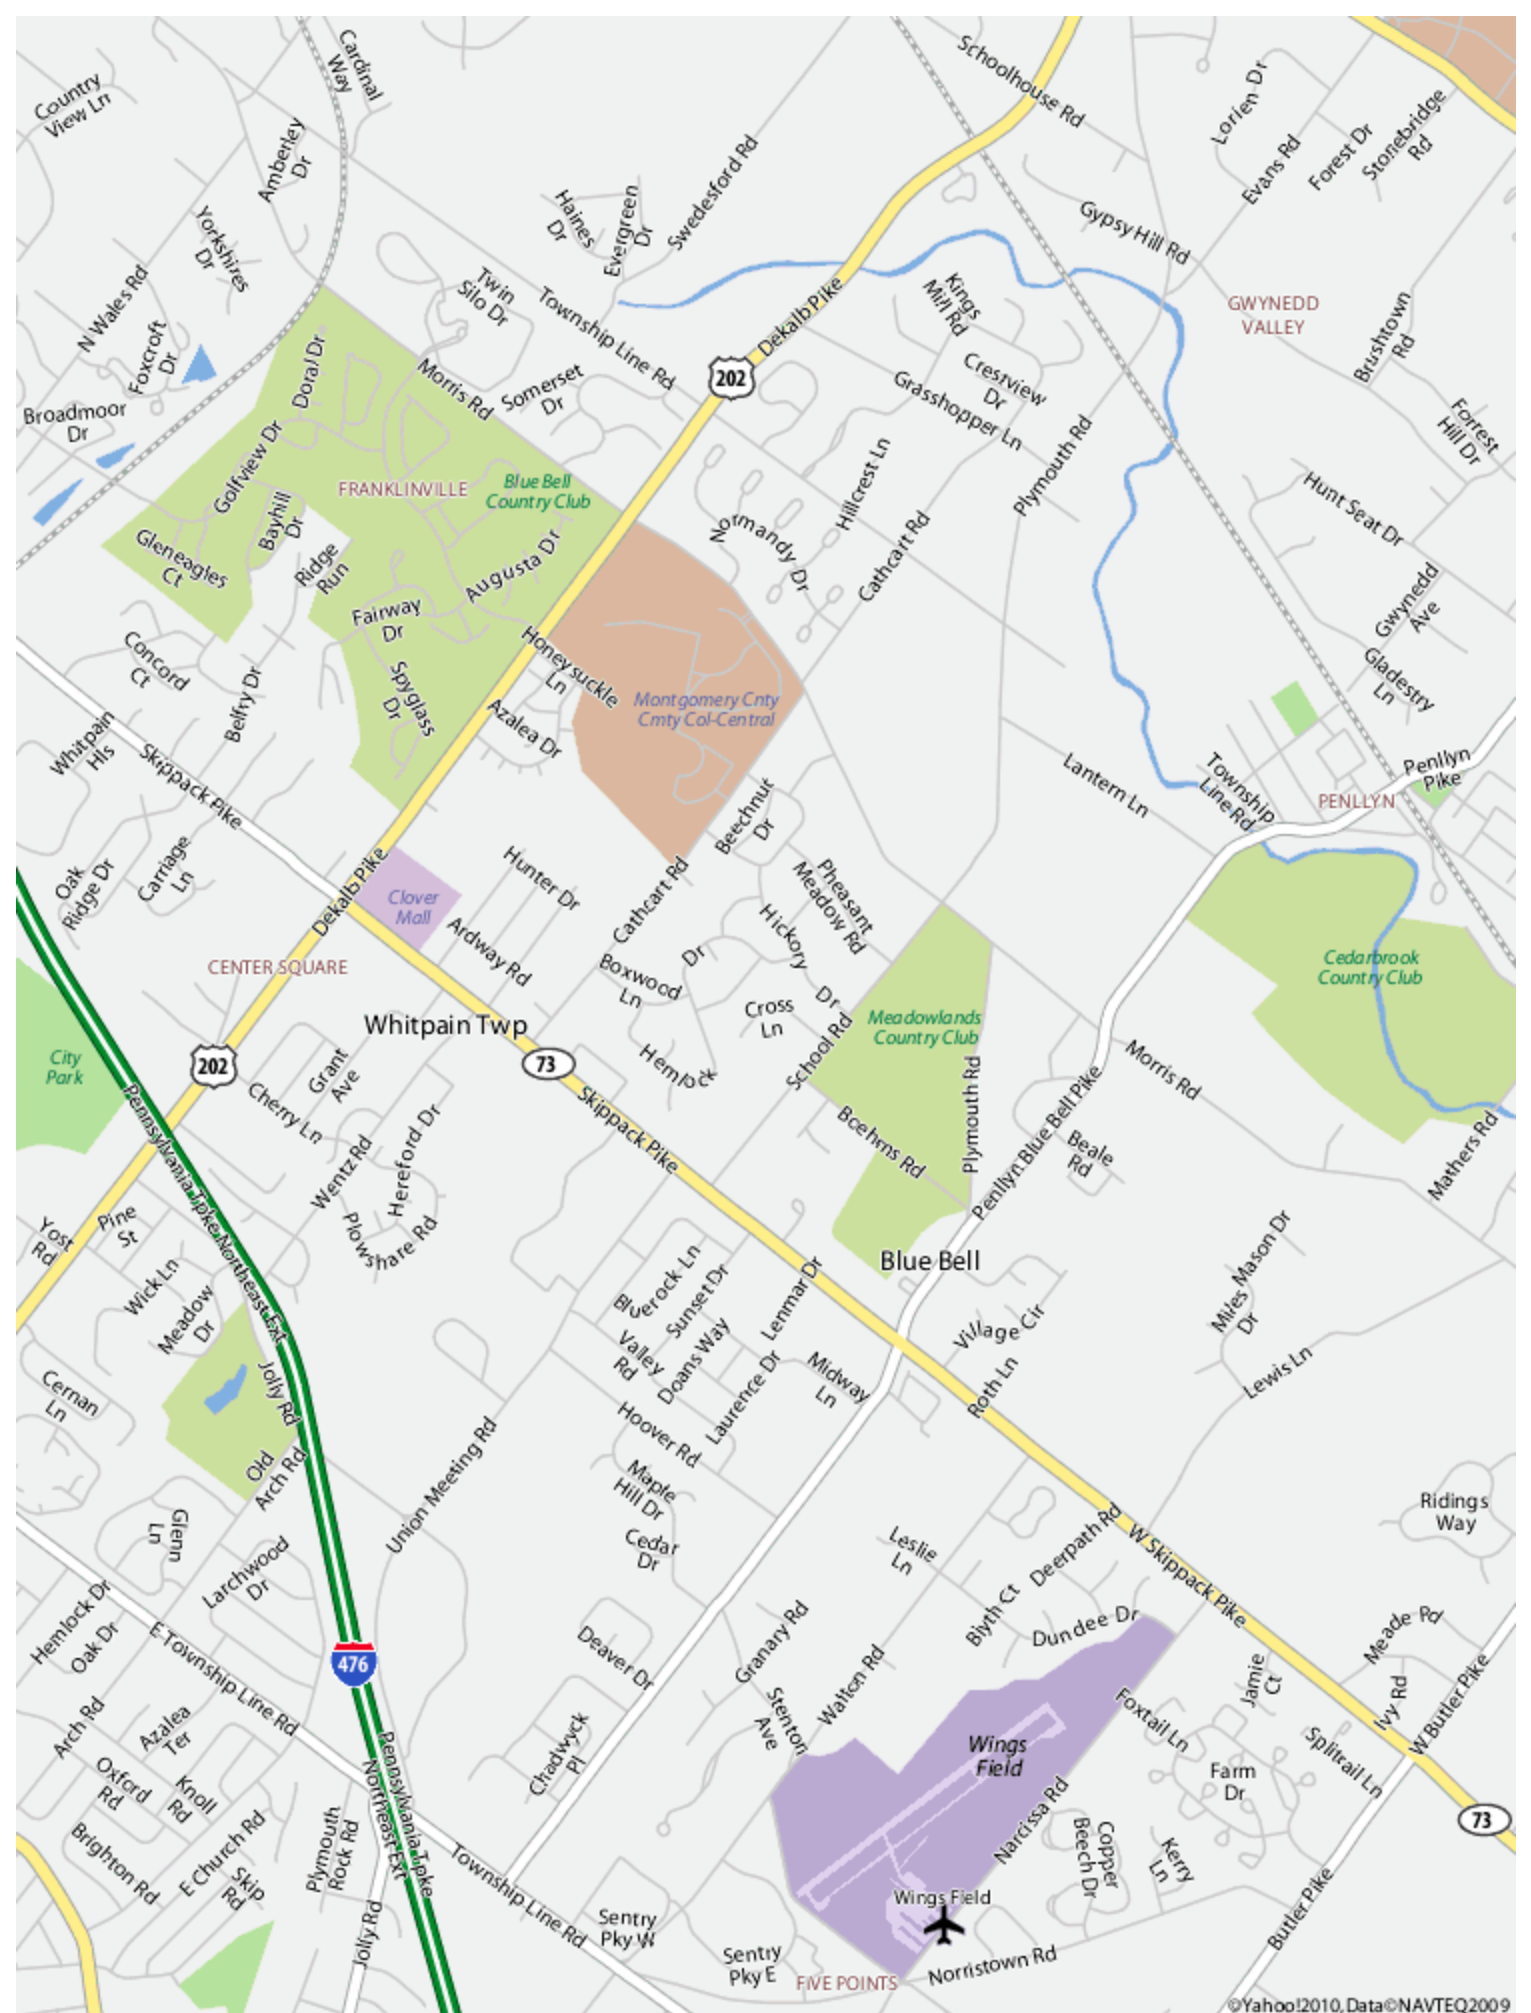 Country
View Ln
Cardinal
Way
Amberley
Dr
Yorkshires
Dr
N Wales Rd
Foxcroft
Dr
Broadmoor
Dr
Haines
Dr
Evergreen
Dr
Swedesford Rd
Schoolhouse Rd
Lorien Dr
Evans Rd
Forest Dr
Stonebridge
Rd
Gypsy Hill Rd
Twin
Silo Dr
Township Line Rd
Dekalb Pike
202
Kings
Mill Rd
GWYNEDD
VALLEY
Brushtown
Rd
Doral Dr
Morris Rd
Somerset
Dr
Crestview
Dr
Grasshopper Ln
Forrest
Hill Dr
Golfview Dr
FRANKLINVILLE
Blue Bell
Country Club
Hillcrest Ln
Plymouth Rd
Hunt Seat Dr
Bayhill
Dr
Gleneagles
Ct
Ridge
Run
Augusta Dr
Normandy Dr
Cathcart Rd
Fairway
Dr
Gwynedd
Ave
Concord
Ct
Honeysuckle
Ln
Gladestry
Ln
Belfry Dr
Spyglass
Dr
Azalea Dr
Montgomery Cnty
Cmty Col-Central
Whitpain
Hls
Skippack Pike
Lantern Ln
Township
Line Rd
Penllyn
Pike
PENLLYN
Beechnut
Dr
Oak
Ridge Dr
Carriage
Ln
Dekalb Pike
Clover
Mall
Hunter Dr
Cathcart Rd
Pheasant
Meadow Rd
Ardway Rd
Hickory
Dr
Dr
Boxwood
Ln
CENTER SQUARE
Cross
Ln
Cedarbrook
Country Club
Whitpain Twp
School Rd
Meadowlands
Country Club
City
Park
202
Grant
Ave
73
Hemlock
Plymouth Rd
Morris Rd
Cherry Ln
Skippack Pike
Boehms Rd
Penllyn Blue Bell Pike
Beale
Rd
Mathers Rd
Pennsylvania Tpke Northeast Ext
Wentz Rd
Hereford Dr
Plowshare Rd
Yost
Rd
Pine
St
Wick Ln
Meadow
Dr
Blue Bell
Bluerock Ln
Sunset Dr
Lenmar Dr
Miles Mason Dr
Dr
Village Cir
Valley
Rd
Doans Way
Laurence Dr
Midway
Ln
Roth Ln
Lewis Ln
Cernan
Ln
Jolly Rd
Hoover Rd
Old
Arch Rd
Union Meeting Rd
Maple
Hill Dr
Ridings
Way
Glenn
Ln
Larchwood
Dr
Cedar
Dr
Leslie
Ln
Deerpath Rd
W Skippack Pike
Hemlock Dr
Oak Dr
E Township Line Rd
476
Deaver Dr
Granary Rd
Blyth Ct
Dundee Dr
Meade Rd
Walton Rd
Jamie
Ct
Ivy Rd
W Butler Pike
Arch Rd
Azalea
Ter
Stenton
Ave
Foxtail Ln
Splitrail Ln
Wings
Field
Chadwyck
Pl
Oxford
Rd
Knoll
Rd
Farm
Dr
73
Pennsylvania Tpke
Northeast Ext
Brighton Rd
E Church Rd
Skip
Rd
Plymouth
Rock Rd
Narcissa Rd
Copper
Beech Dr
Kerry
Ln
Township Line Rd
Wings Field
Butler Pike
Jolly Rd
Sentry
Pky W
Sentry
Pky E
FIVE POINTS
Norristown Rd
©Yahoo!2010, Data©NAVTEQ2009